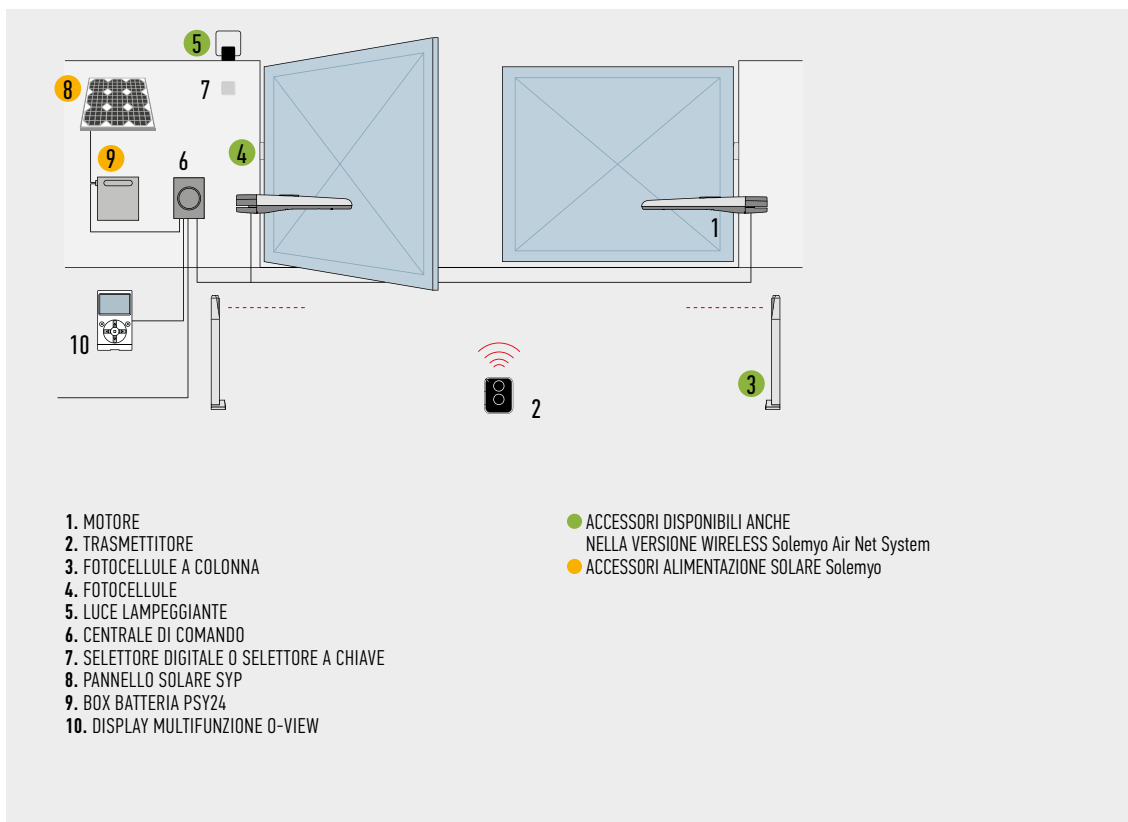 5
8
7
4
9
6
1
10
3
2
1. MOTORE
2. TRASMETTITORE
3. FOTOCELLULE A COLONNA
4. FOTOCELLULE
5. LUCE LAMPEGGIANTE
6. CENTRALE DI COMANDO
7. SELETTORE DIGITALE O SELETTORE A CHIAVE
8. PANNELLO SOLARE SYP
9. BOX BATTERIA PSY24
10. DISPLAY MULTIFUNZIONE O-VIEW
ACCESSORI DISPONIBILI ANCHE
NELLA VERSIONE WIRELESS Solemyo Air Net System
ACCESSORI ALIMENTAZIONE SOLARE Solemyo